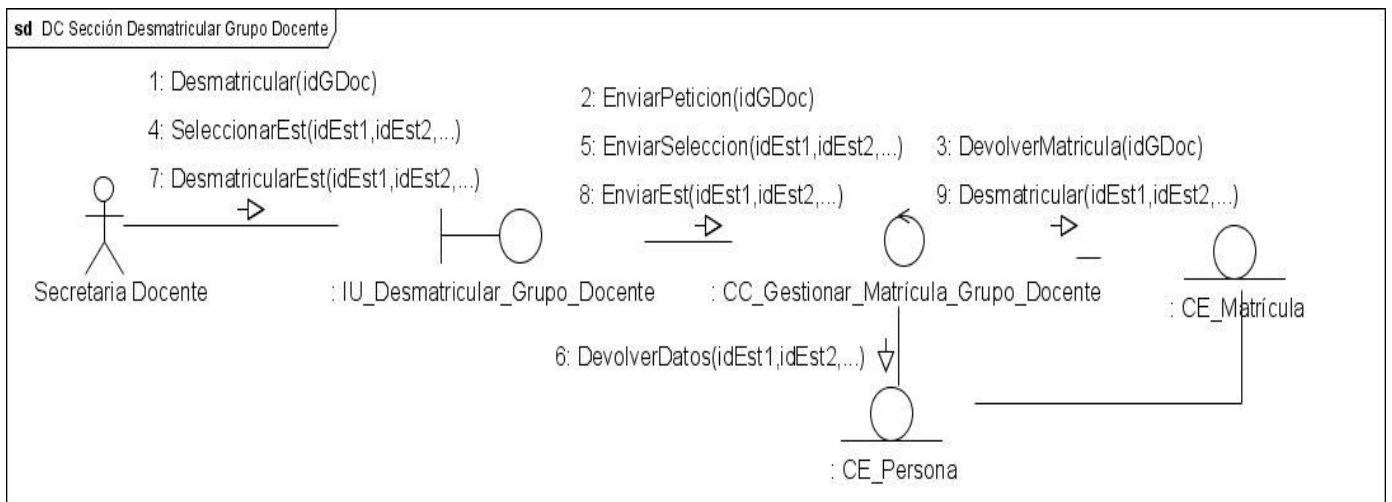 sd DC Sección Desmatricular Grupo Docente
1: Desmatricular(idGDoc)
4: SeleccionarEst(idEst1,idEst2,...)
7: DesmatricularEst(idEst1,idEst2,...)
2: EnviarPeticion(idGDoc)
5: EnviarSeleccion(idEst1,idEst2,...)
8: EnviarEst(idEst1,idEst2,...)
3: DevolverMatricula(idGDoc)
9: Desmatricular(idEst1,idEst2,...)
Secretaria Docente
: IU_Desmatricular_Grupo_Docente
: CC_Gestionar_Matrícula_Grupo_Docente
: CE_Matrícula
6: DevolverDatos(idEst1,idEst2,...)
: CE_Persona